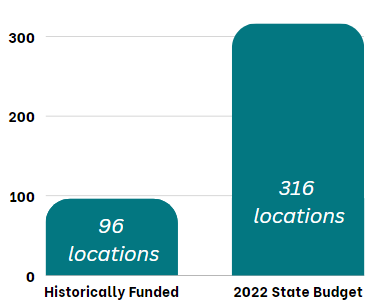 300
200
100
0
96
locations
316
locations
Historically Funded
2022 State Budget